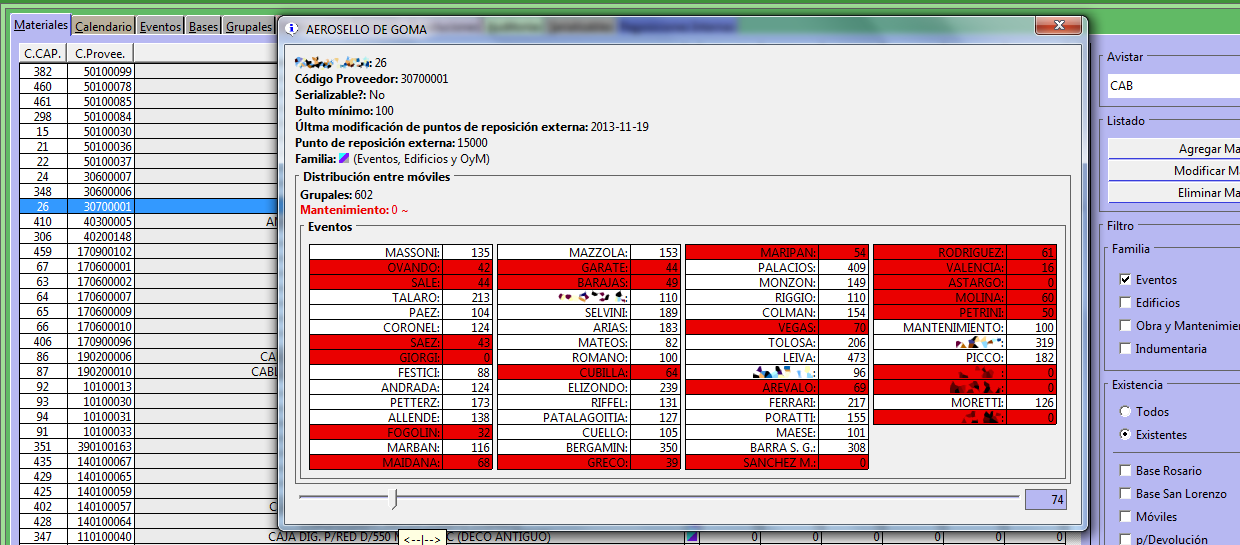 Materiales Calendario Eventos Bases Grupales
AEROSELLO DE GOMA
C.CAP. C.Provee.
382 50100099
460 50100078
461 50100085
298 50100084
15 50100030
21 50100036
22 50100037
24 30600007
348 30600006
26 30700001
410 40300005
306 40200148
459 170900102
67 170600001
63 170600002
64 170600007
65 170600009
66 170600010
406 170900096
86 190200006 CA
87 190200010 CABL
92 10100013
93 10100030
94 10100031
91 10100033
351 390100163
435 140100067
429 140100065
425 140100059
402 140100057
428 140100064
347 110100040 CAJA DIG. P/RED D/550 M C (DECO ANTIGUO) 0 0 0 0 0
: 26
Código Proveedor: 30700001
Serializable?: No
Bulto mínimo: 100
Últma modificación de puntos de reposición externa: 2013-11-19
Punto de reposición externa: 15000
Familia: (Eventos, Edificios y OyM)
Distribución entre móviles
Grupales: 602
Mantenimiento: 0 ~
Eventos
MASSONI: 135 MAZZOLA: 153 MARIPAN: 54 RODRIGUEZ: 61
OVANDO: 42 GARATE: 44 PALACIOS: 409 VALENCIA: 16
SALE: 44 BARAJAS: 49 MONZON: 149 ASTARGO: 0
TALARO: 213 : 110 RIGGIO: 110 MOLINA: 60
PAEZ: 104 SELVINI: 189 COLMAN: 154 PETRINI: 50
CORONEL: 124 ARIAS: 183 VEGAS: 70 MANTENIMIENTO: 100
SAEZ: 43 MATEOS: 82 TOLOSA: 206 : 319
GIORGI: 0 ROMANO: 100 LEIVA: 473 PICCO: 182
FESTICI: 88 CUBILLA: 64 : 96 : 0
ANDRADA: 124 ELIZONDO: 239 AREVALO: 69 : 0
PETTERZ: 173 RIFFEL: 131 FERRARI: 217 MORETTI: 126
ALLENDE: 138 PATALAGOITIA: 127 PORATTI: 155 : 0
FOGOLIN: 32 CUELLO: 105 MAESE: 101
MARBAN: 116 BERGAMIN: 350 BARRA S. G.: 308
MAIDANA: 68 GRECO: 39 SANCHEZ M.: 0
74
<--|-->
Avistar
CAB
Listado
Agregar Ma
Modificar M
Eliminar Ma
Filtro
Familia
Eventos
Edificios
Obra y Mantenimie
Indumentaria
Existencia
Todos
Existentes
Base Rosario
Base San Lorenzo
Móviles
p/Devolución